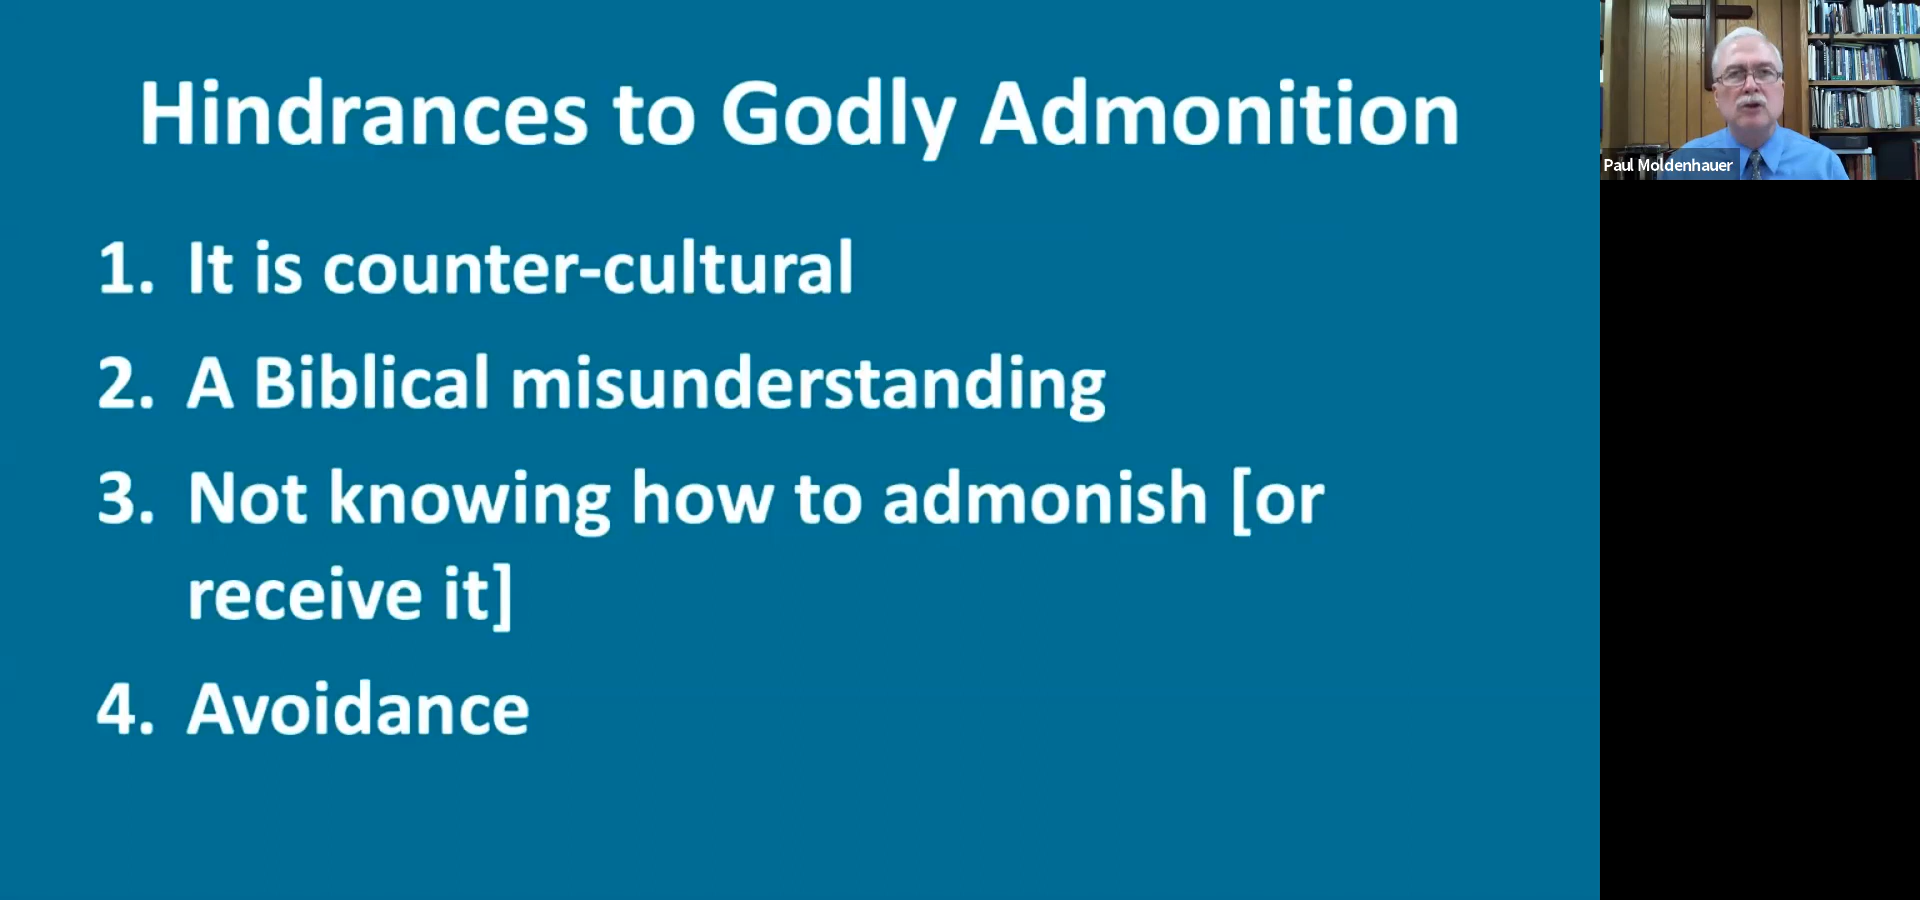 Hindrances to Godly Admonition
1. It is counter-cultural
2. A Biblical misunderstanding
3. Not knowing how to admonish [or
receive it]
4. Avoidance
Paul Moldenhauer